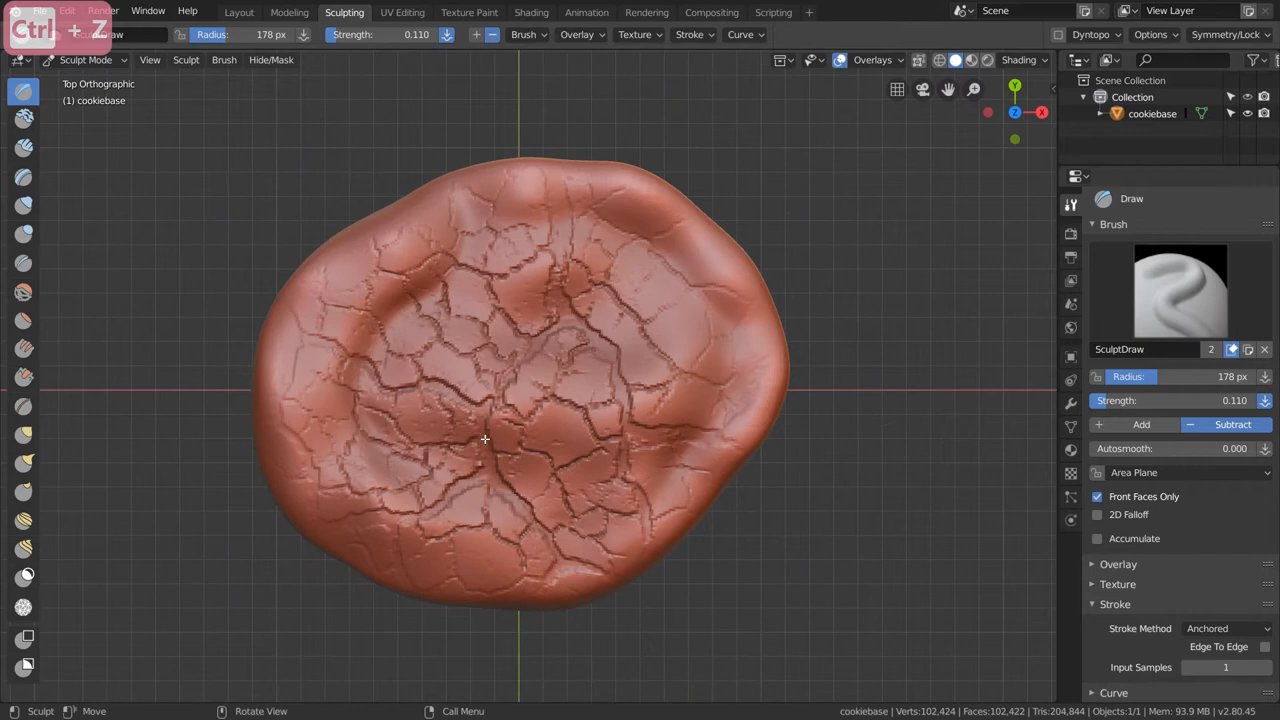 File Edit Render Window Help Layout Modeling Sculpting UV Editing Texture Paint Shading Animation Rendering Compositing Scripting + Scene View Layer
Ctrl + Z
Radius: 178 px Strength: 0.110 + − Brush Overlay Texture Stroke Curve Dyntopo Options Symmetry/Lock
Sculpt Mode View Sculpt Brush Hide/Mask Overlays Shading
Top Orthographic
(1) cookiebase
Y
Z
X
Scene Collection
Collection
cookiebase
Draw
Brush
SculptDraw 2
Radius: 178 px
Strength: 0.110
+ Add − Subtract
Autosmooth: 0.000
Area Plane
Front Faces Only
2D Falloff
Accumulate
Overlay
Texture
Stroke
Stroke Method Anchored
Edge To Edge
Input Samples 1
Curve
Sculpt Move Rotate View Call Menu cookiebase | Verts:102,424 | Faces:102,422 | Tris:204,844 | Objects:1/1 | Mem: 93.9 MB | v2.80.45